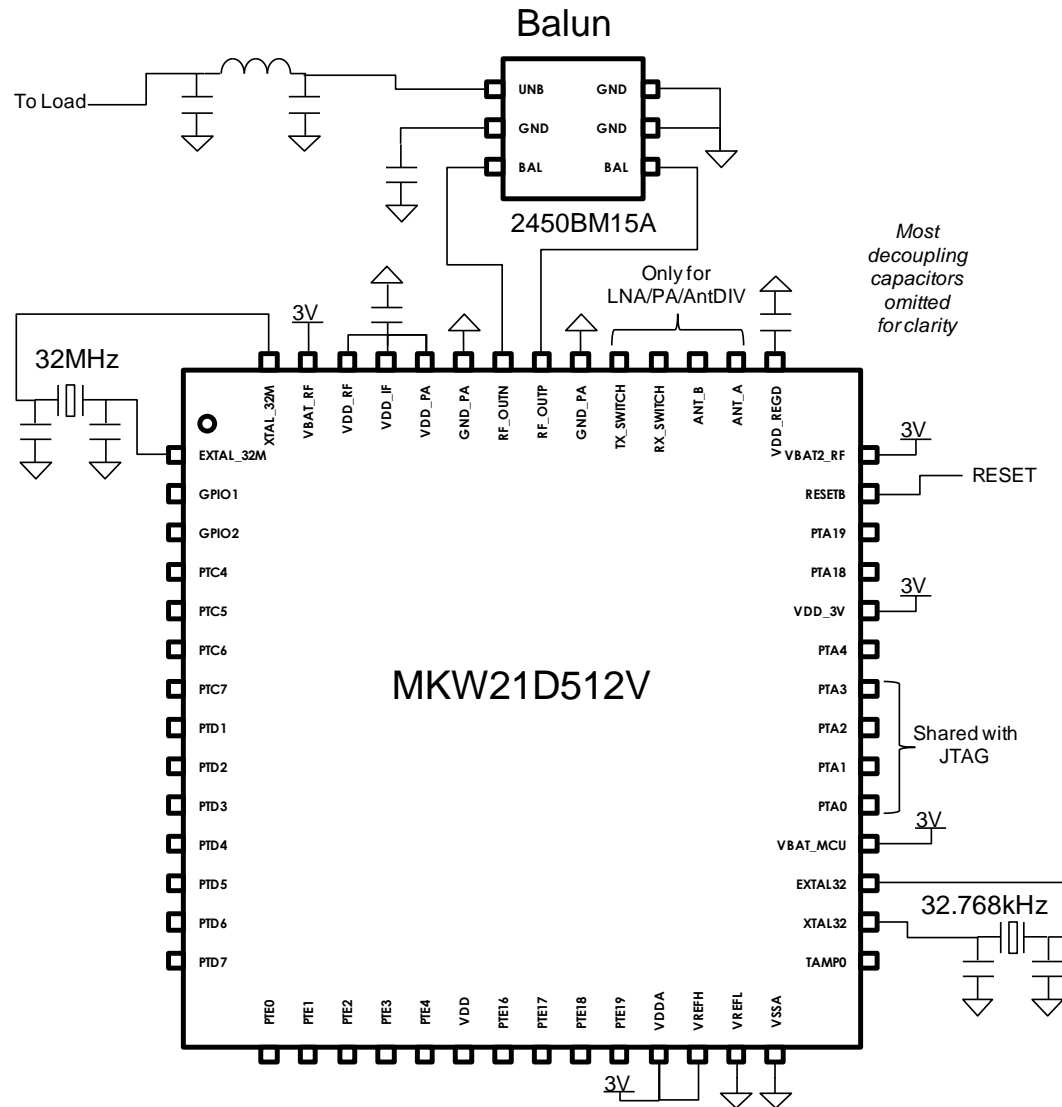 Balun
To Load
UNB
GND
GND
GND
BAL
BAL
2450BM15A
Most
decoupling
capacitors
omitted
for clarity
Only for
LNA/PA/AntDIV
3V
32MHz
XTAL_32M
VBAT_RF
VDD_RF
VDD_IF
VDD_PA
GND_PA
RF_OUTN
RF_OUTP
GND_PA
TX_SWITCH
RX_SWITCH
ANT_B
ANT_A
VDD_REGD
EXTAL_32M
GPIO1
GPIO2
PTC4
PTC5
PTC6
PTC7
PTD1
PTD2
PTD3
PTD4
PTD5
PTD6
PTD7
MKW21D512V
VBAT2_RF
3V
RESETB
RESET
PTA19
PTA18
VDD_3V
3V
PTA4
PTA3
PTA2
PTA1
PTA0
Shared with
JTAG
VBAT_MCU
3V
EXTAL32
XTAL32
32.768kHz
TAMP0
PTE0
PTE1
PTE2
PTE3
PTE4
VDD
PTE16
PTE17
PTE18
PTE19
VDDA
VREFH
VREFL
VSSA
3V